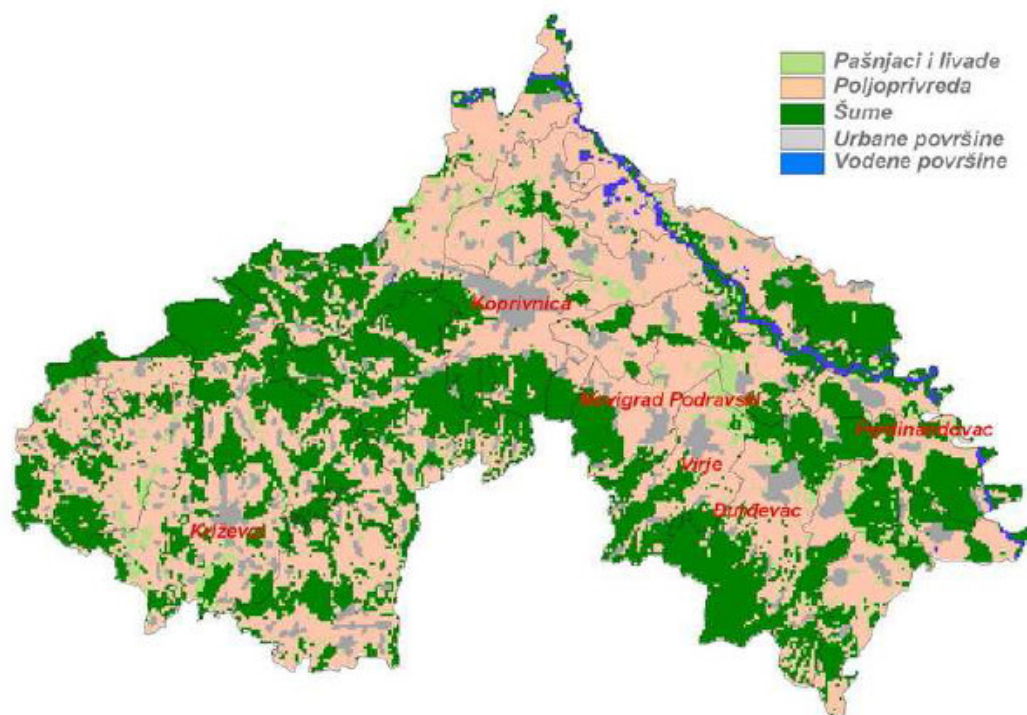 Pašnjaci i livade
Poljoprivreda
Šume
Urbane površine
Vodene površine
Koprivnica
Novigrad Podravski
Ferdinandovac
Virje
Đurđevac
Križevci